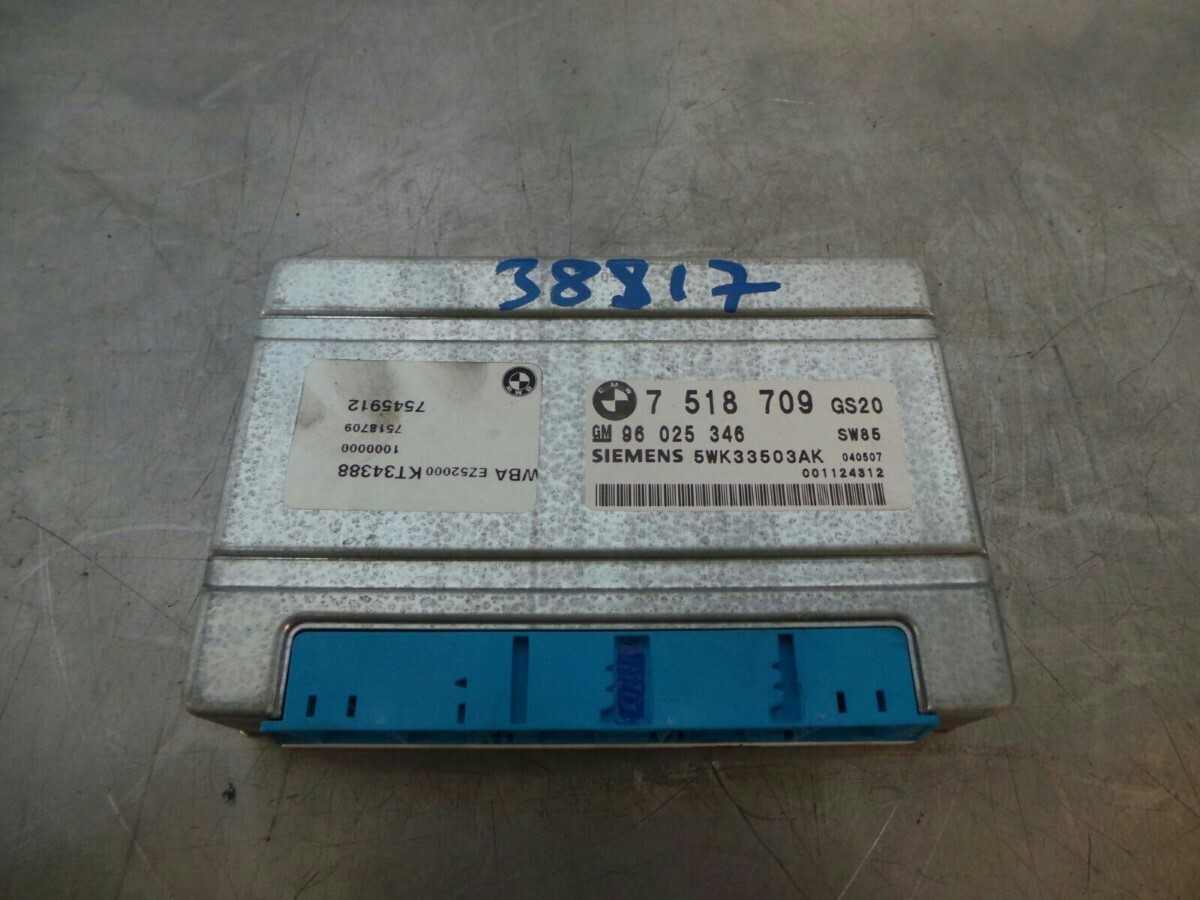 38817
7 518 709 GS20
GM 96 025 346 SW85
SIEMENS 5WK33503AK 040507
001124312
WBA EZ52000 KT34388
1000000
7518709
7545912